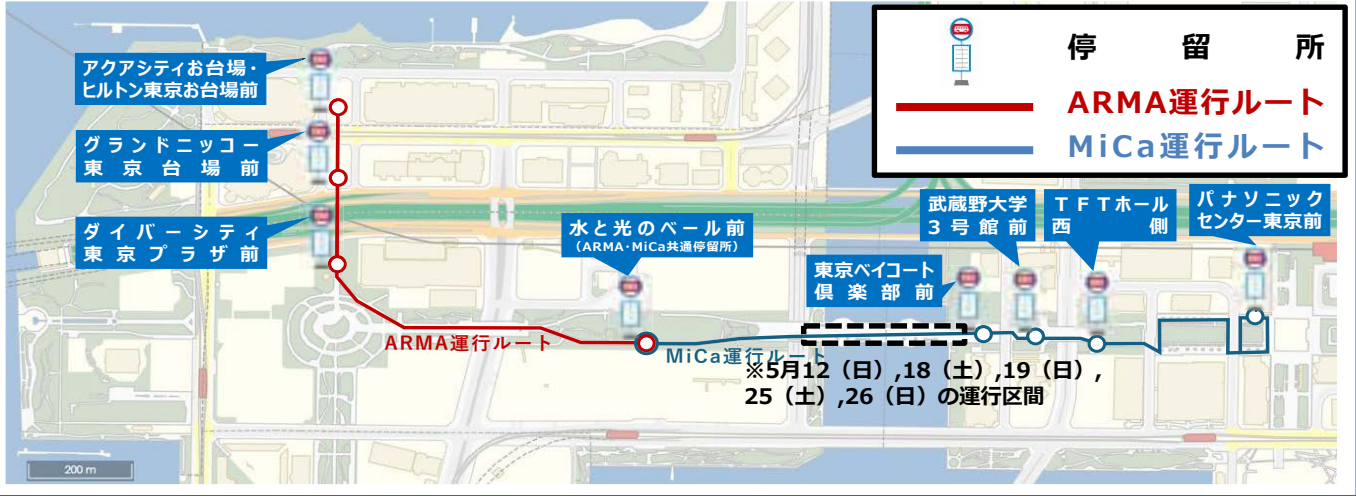 停留所
ARMA運行ルート
MiCa運行ルート
アクアシティお台場・
ヒルトン東京お台場前
グランドニッコー
東京台場前
ダイバーシティ
東京プラザ前
水と光のベール前
(ARMA・MiCa共通停留所)
東京ベイコート
倶楽部前
武蔵野大学
3号館前
TFTホール
西側
パナソニック
センター東京前
ARMA運行ルート
MiCa運行ルート
※5月12(日),18(土),19(日),
25(土),26(日)の運行区間
200 m